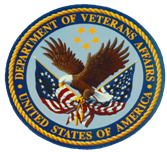 DEPARTMENT OF VETERANS AFFAIRS
UNITED STATES OF AMERICA